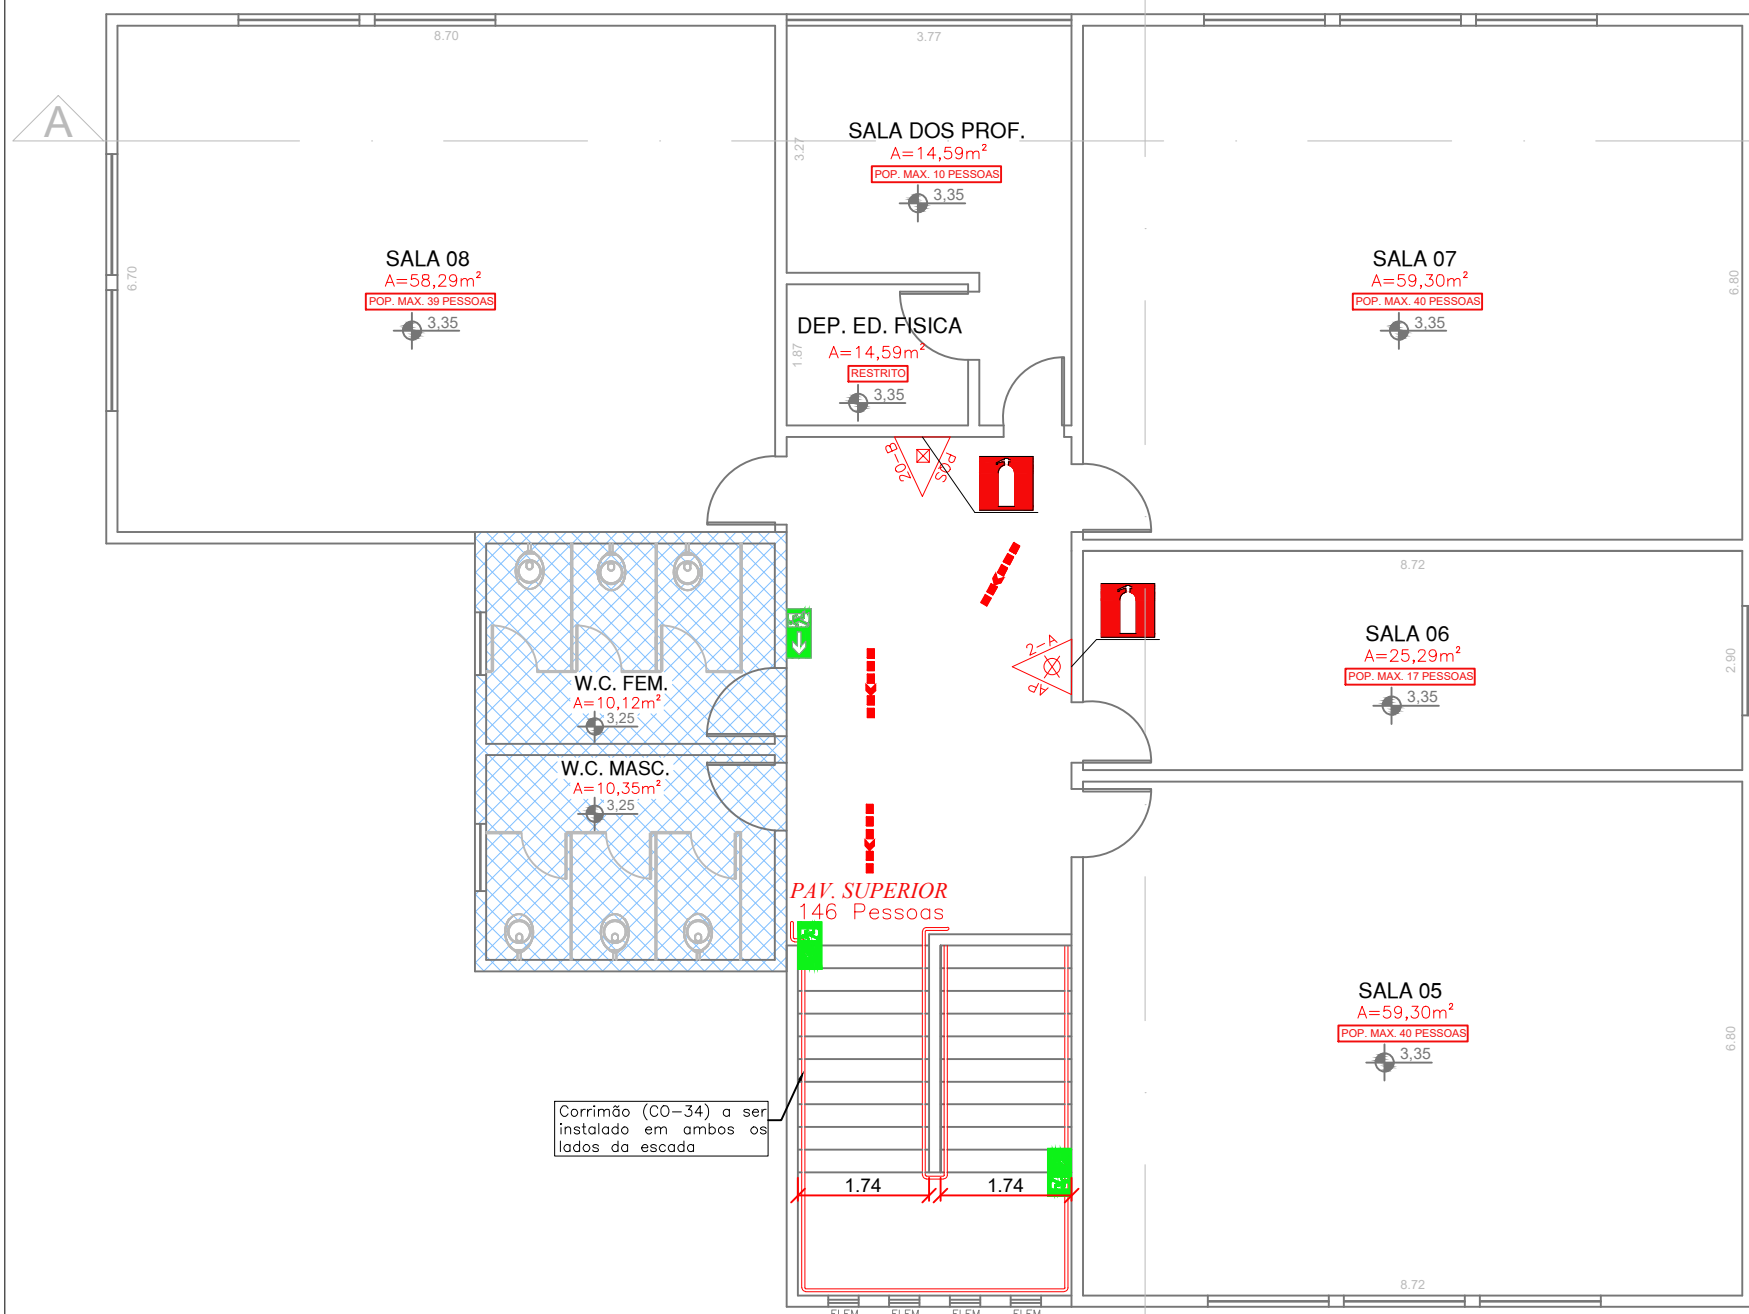 8.70
3.77
A
SALA DOS PROF.
A=14,59m²
POP. MAX. 10 PESSOAS
3,35
3.27
SALA 08
A=58,29m²
POP. MAX. 39 PESSOAS
3,35
6.70
SALA 07
A=59,30m²
POP. MAX. 40 PESSOAS
3,35
6.80
DEP. ED. FISICA
A=14,59m²
RESTRITO
3,35
1.87
20-B
PQS
8.72
SALA 06
A=25,29m²
POP. MAX. 17 PESSOAS
3,35
2.90
2-A
AP
W.C. FEM.
A=10,12m²
3,25
W.C. MASC.
A=10,35m²
3,25
PAV. SUPERIOR
146 Pessoas
SALA 05
A=59,30m²
POP. MAX. 40 PESSOAS
3,35
6.80
Corrimão (CO-34) a ser
instalado em ambos os
lados da escada
1.74
1.74
8.72